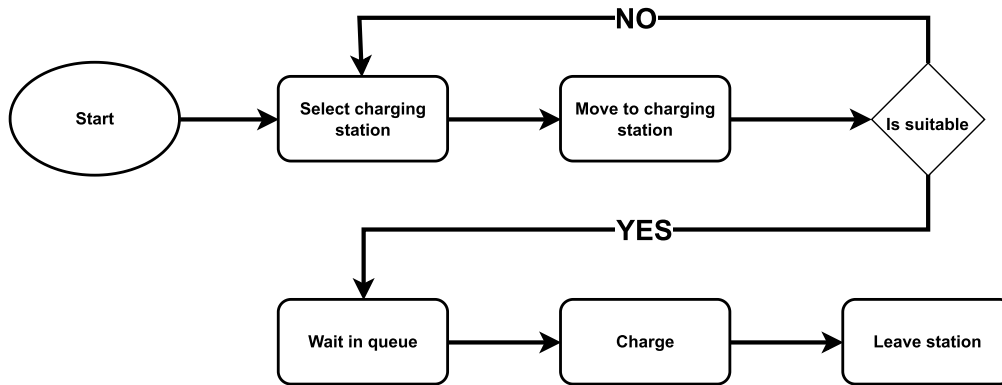 NO
Start
Select charging
station
Move to charging
station
Is suitable
YES
Wait in queue
Charge
Leave station